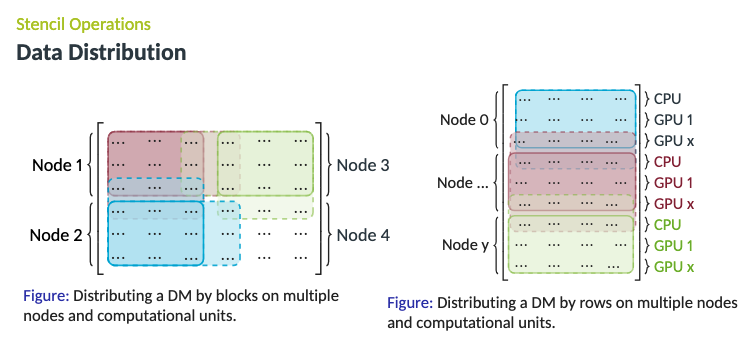 Stencil Operations
Data Distribution
Node 1
Node 2
Node 3
Node 4
... ... ... ... ... ...
... ... ... ... ... ...
... ... ... ... ... ...
... ... ... ... ... ...
... ... ... ... ... ...
... ... ... ... ... ...
Figure: Distributing a DM by blocks on multiple
nodes and computational units.
Node 0
Node ...
Node y
... ... ... ... } CPU
... ... ... ... } GPU 1
... ... ... ... } GPU x
... ... ... ... } CPU
... ... ... ... } GPU 1
... ... ... ... } GPU x
... ... ... ... } CPU
... ... ... ... } GPU 1
... ... ... ... } GPU x
Figure: Distributing a DM by rows on multiple nodes
and computational units.